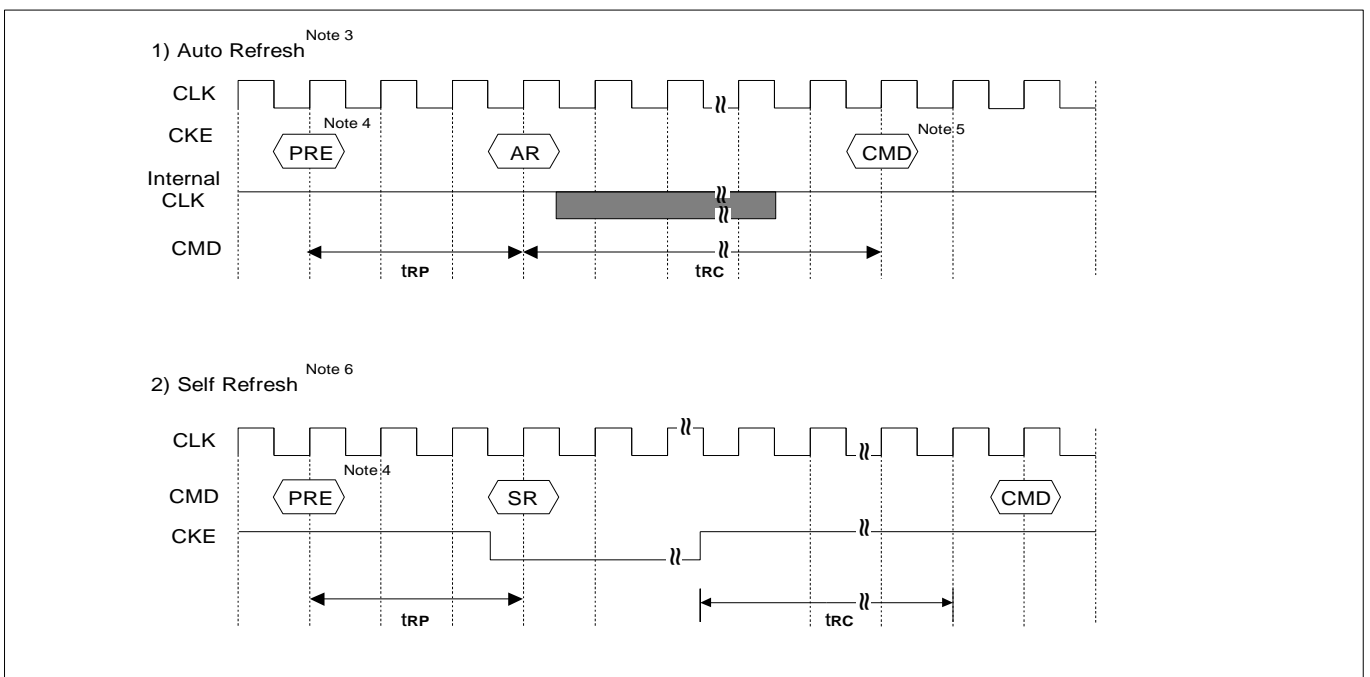 1) Auto Refresh Note 3
CLK
CKE
Note 4
Note 5
PRE
AR
CMD
Internal
CLK
CMD
tRP
tRC
2) Self Refresh Note 6
CLK
Note 4
CMD
PRE
SR
CMD
CKE
tRP
tRC